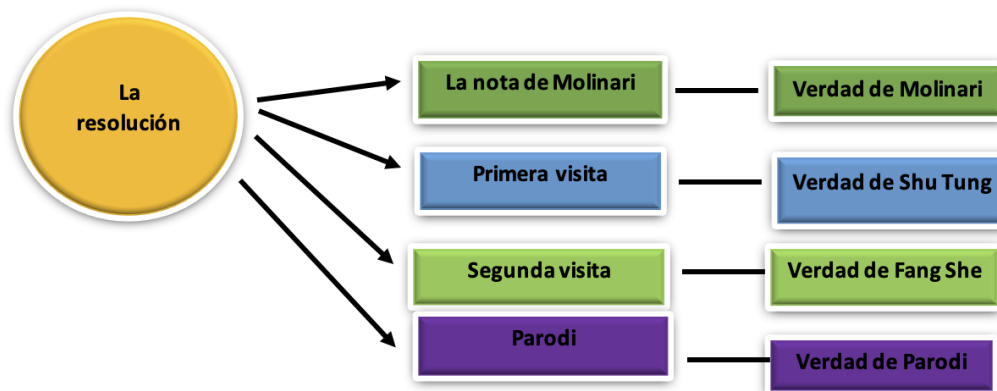 La
resolución
La nota de Molinari
Verdad de Molinari
Primera visita
Verdad de Shu Tung
Segunda visita
Verdad de Fang She
Parodi
Verdad de Parodi